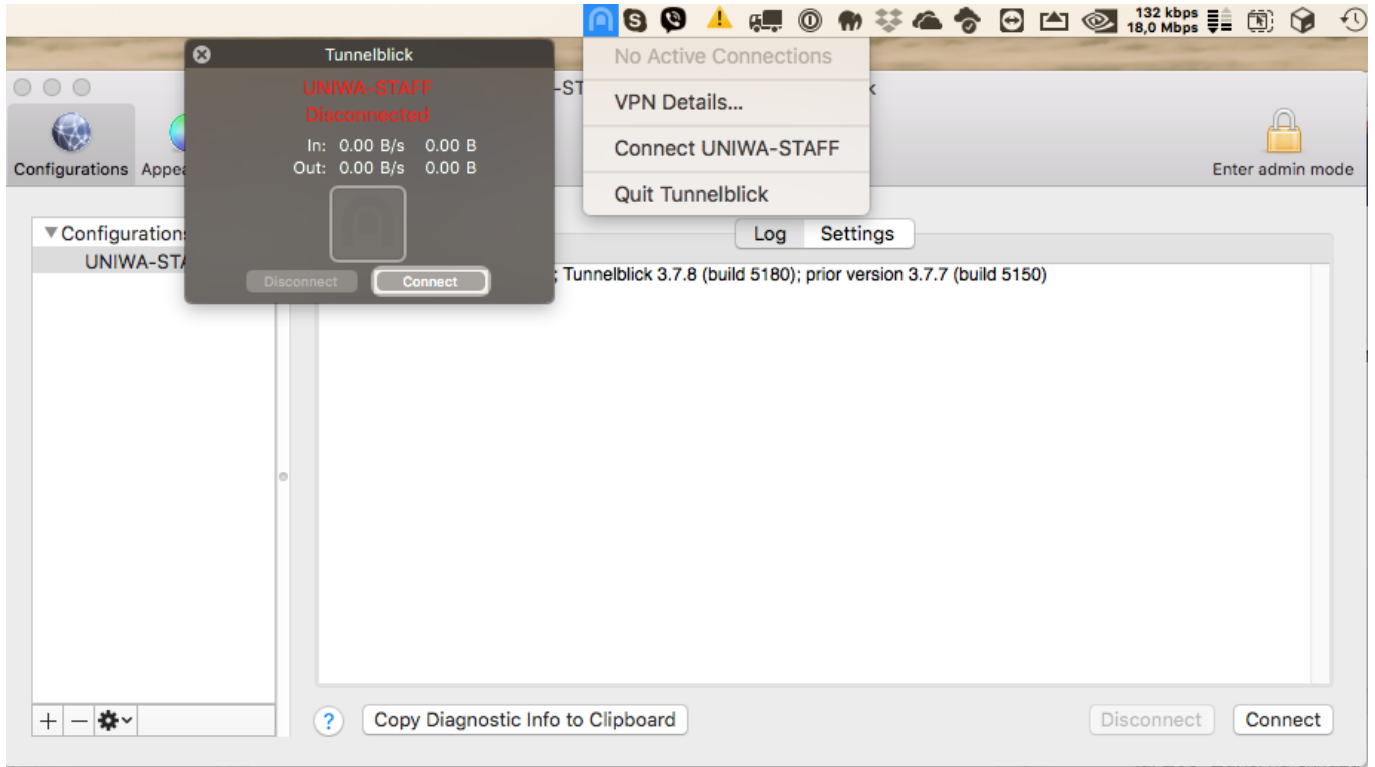 132 kbps
18,0 Mbps
Tunnelblick
UNIWA-STAFF
Disconnected
In: 0.00 B/s 0.00 B
Out: 0.00 B/s 0.00 B
Disconnect Connect
No Active Connections
VPN Details...
Connect UNIWA-STAFF
Quit Tunnelblick
-ST
Configurations Appea
Enter admin mode
Configurations
UNIWA-STA
Log Settings
; Tunnelblick 3.7.8 (build 5180); prior version 3.7.7 (build 5150)
? Copy Diagnostic Info to Clipboard
Disconnect Connect